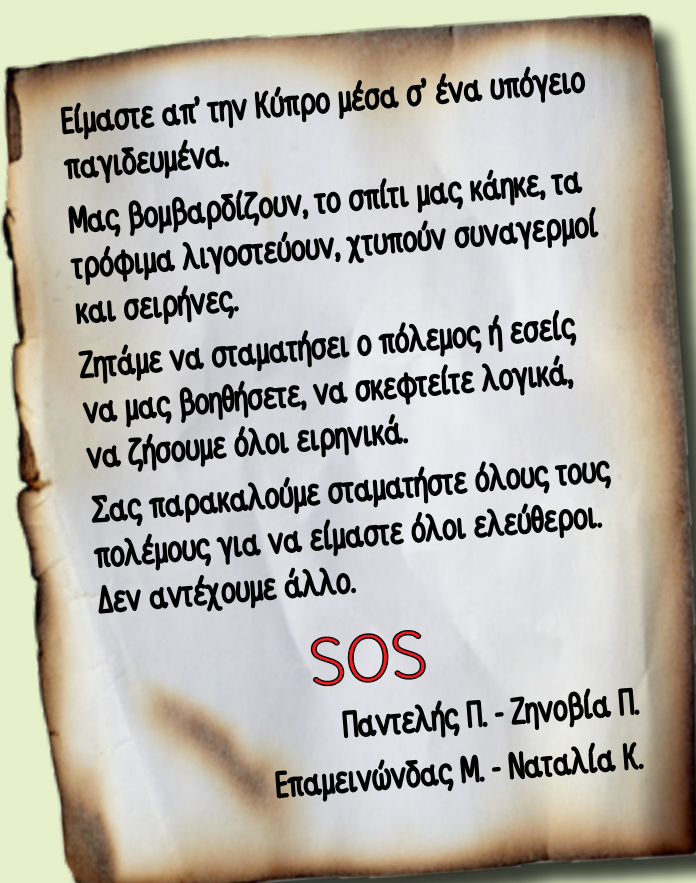 Είμαστε απ' την Κύπρο μέσα σ' ένα υπόγειο
παγιδευμένα.
Μας βομβαρδίζουν, το σπίτι μας κάηκε, τα
τρόφιμα λιγοστεύουν, χτυπούν συναγερμοί
και σειρήνες.
Ζητάμε να σταματήσει ο πόλεμος ή εσείς
να μας βοηθήσετε, να σκεφτείτε λογικά,
να ζήσουμε όλοι ειρηνικά.
Σας παρακαλούμε σταματήστε όλους τους
πολέμους για να είμαστε όλοι ελεύθεροι.
Δεν αντέχουμε άλλο.
SOS
Παντελής Π. - Ζηνοβία Π.
Επαμεινώνδας Μ. - Ναταλία Κ.